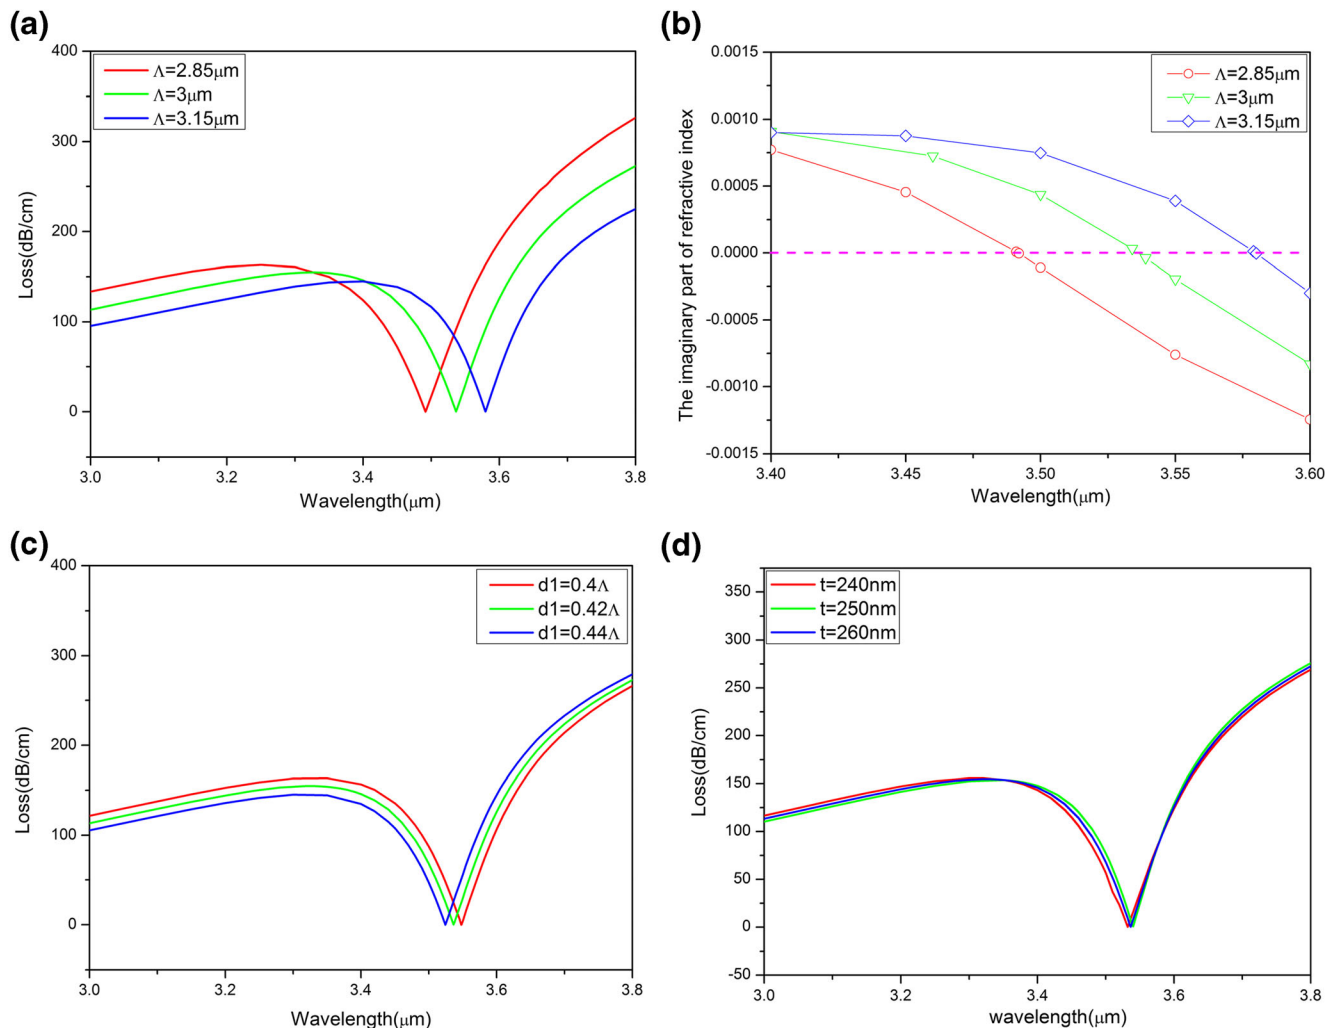 (a)
400
300
200
100
0
Loss(dB/cm)
Λ=2.85μm
Λ=3μm
Λ=3.15μm
3.0 3.2 3.4 3.6 3.8
Wavelength(μm)
(b)
0.0015
0.0010
0.0005
0.0000
-0.0005
-0.0010
-0.0015
The imaginary part of refractive index
Λ=2.85μm
Λ=3μm
Λ=3.15μm
3.40 3.45 3.50 3.55 3.60
Wavelength(μm)
(c)
400
300
200
100
0
Loss(dB/cm)
d1=0.4Λ
d1=0.42Λ
d1=0.44Λ
3.0 3.2 3.4 3.6 3.8
Wavelength(μm)
(d)
350
300
250
200
150
100
50
0
-50
Loss(dB/cm)
t=240nm
t=250nm
t=260nm
3.0 3.2 3.4 3.6 3.8
wavelength(μm)